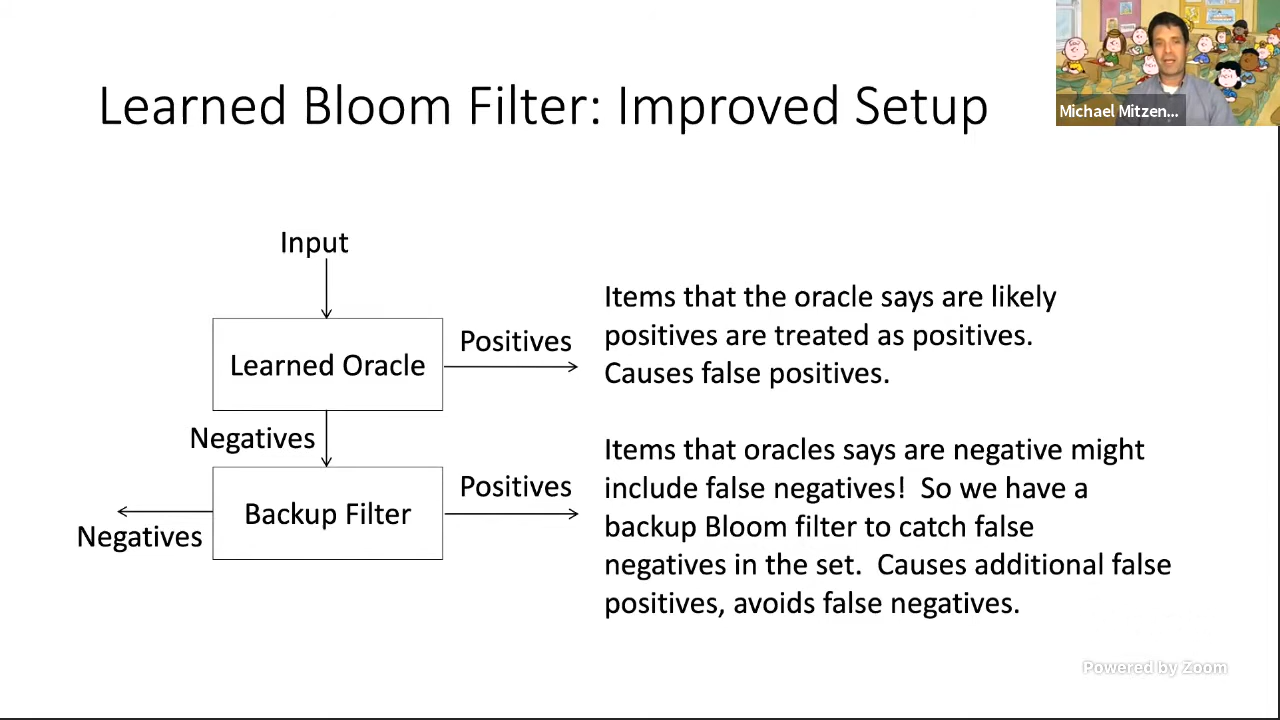 Learned Bloom Filter: Improved Setup
Michael Mitzen...
Input
Learned Oracle
Positives
Items that the oracle says are likely
positives are treated as positives.
Causes false positives.
Negatives
Backup Filter
Positives
Negatives
Items that oracles says are negative might
include false negatives!  So we have a
backup Bloom filter to catch false
negatives in the set.  Causes additional false
positives, avoids false negatives.
Powered by Zoom